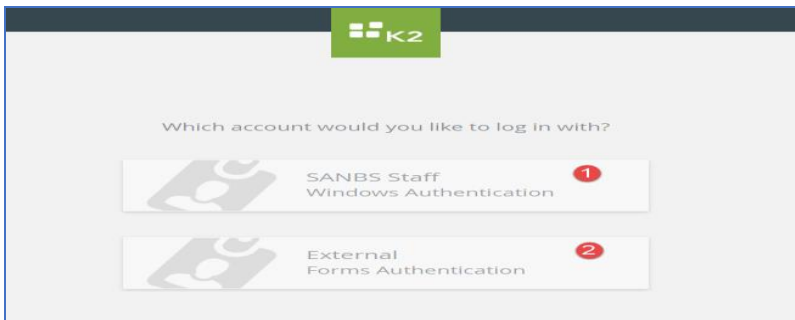 K2
Which account would you like to log in with?
SANBS Staff
1
Windows Authentication
External
2
Forms Authentication